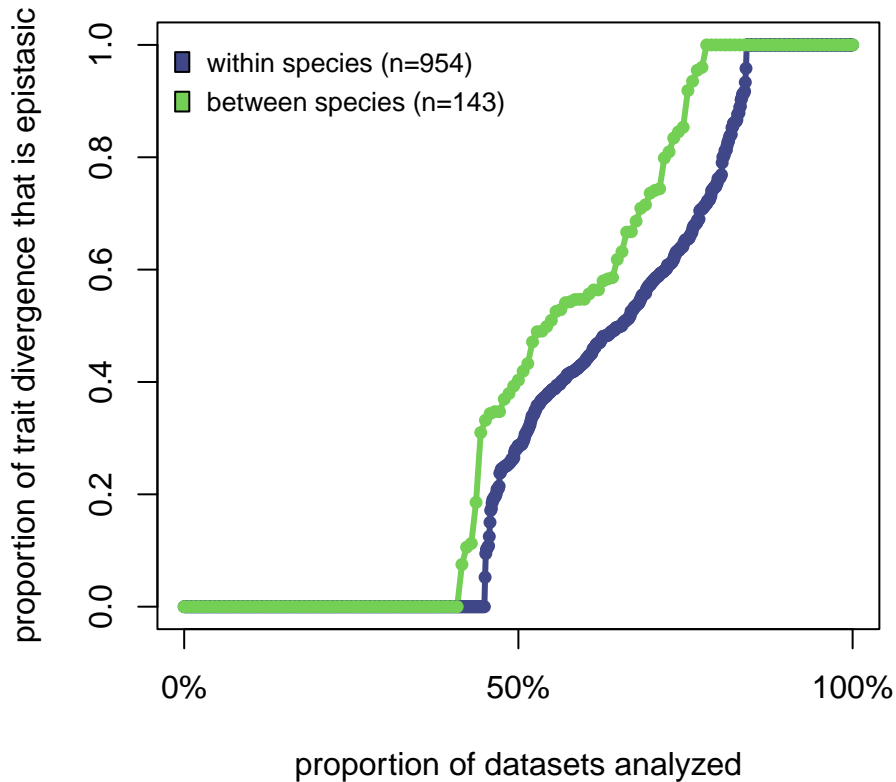 proportion of trait divergence that is epistasic
1.0
0.8
0.6
0.4
0.2
0.0
within species (n=954)
between species (n=143)
0%
50%
100%
proportion of datasets analyzed